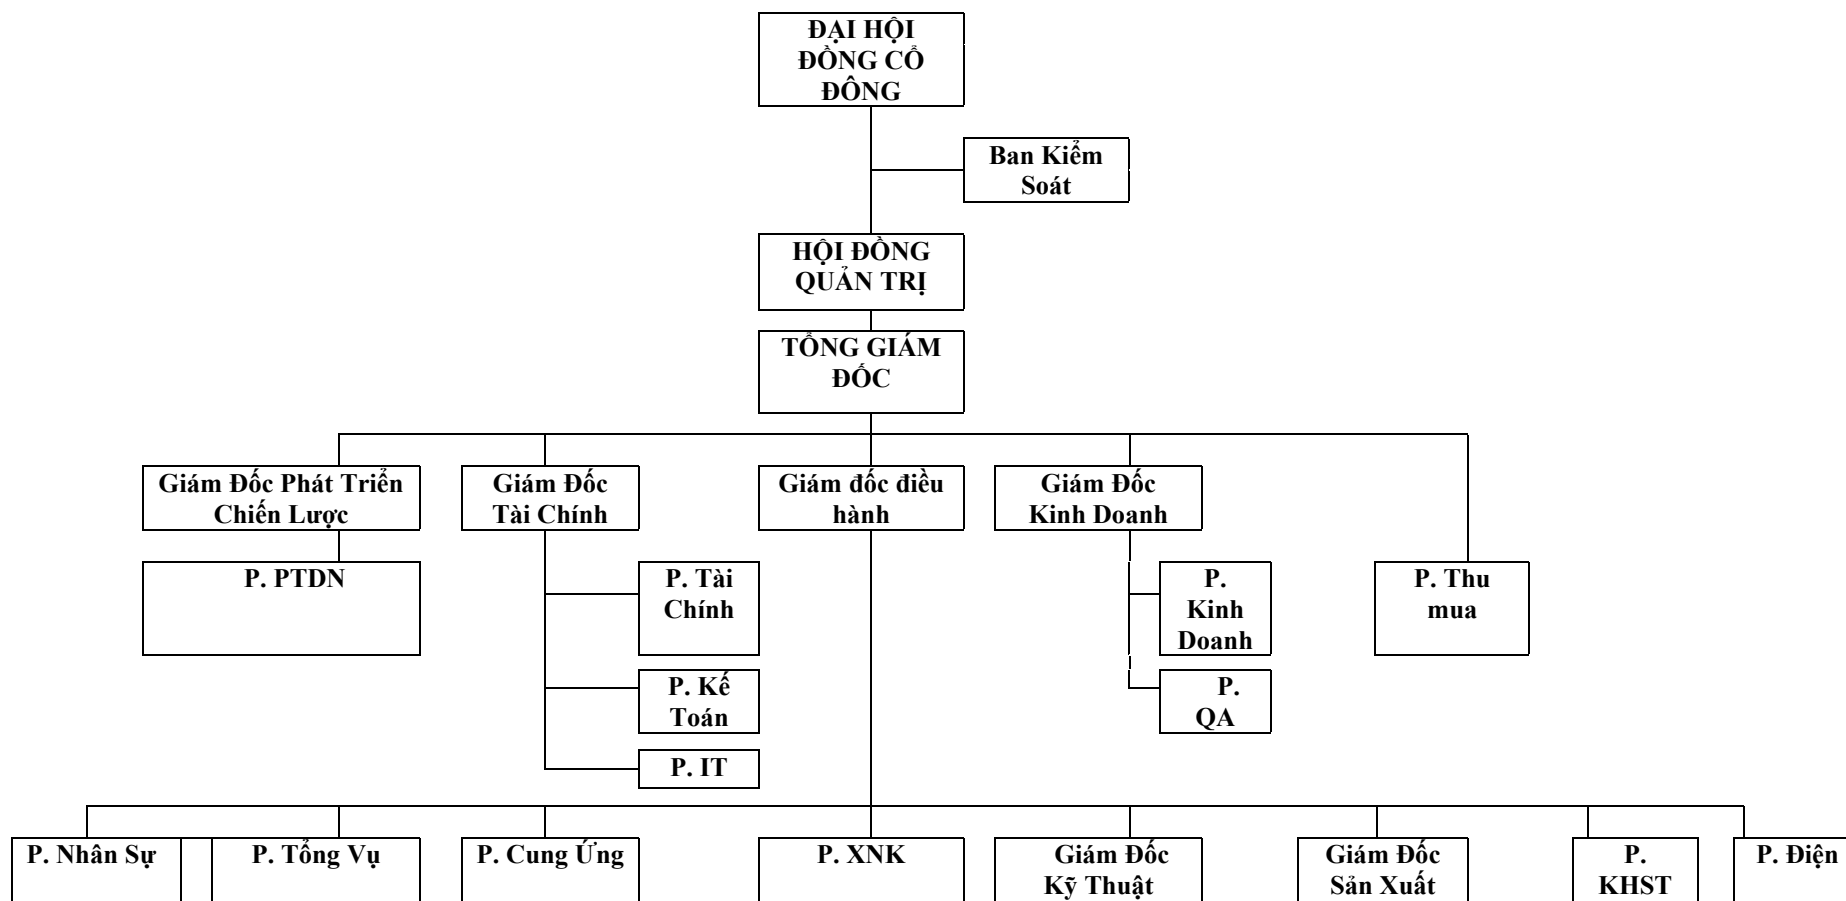 ĐẠI HỘI
ĐỒNG CỔ
ĐÔNG
Ban Kiểm
Soát
HỘI ĐỒNG
QUẢN TRỊ
TỔNG GIÁM
ĐỐC
Giám Đốc Phát Triển
Chiến Lược
Giám Đốc
Tài Chính
Giám đốc điều
hành
Giám Đốc
Kinh Doanh
P. PTDN
P. Tài
Chính
P.
Kinh
Doanh
P. Thu
mua
P. Kế
Toán
P.
QA
P. IT
P. Nhân Sự
P. Tổng Vụ
P. Cung Ứng
P. XNK
Giám Đốc
Kỹ Thuật
Giám Đốc
Sản Xuất
P.
KHST
P. Điện